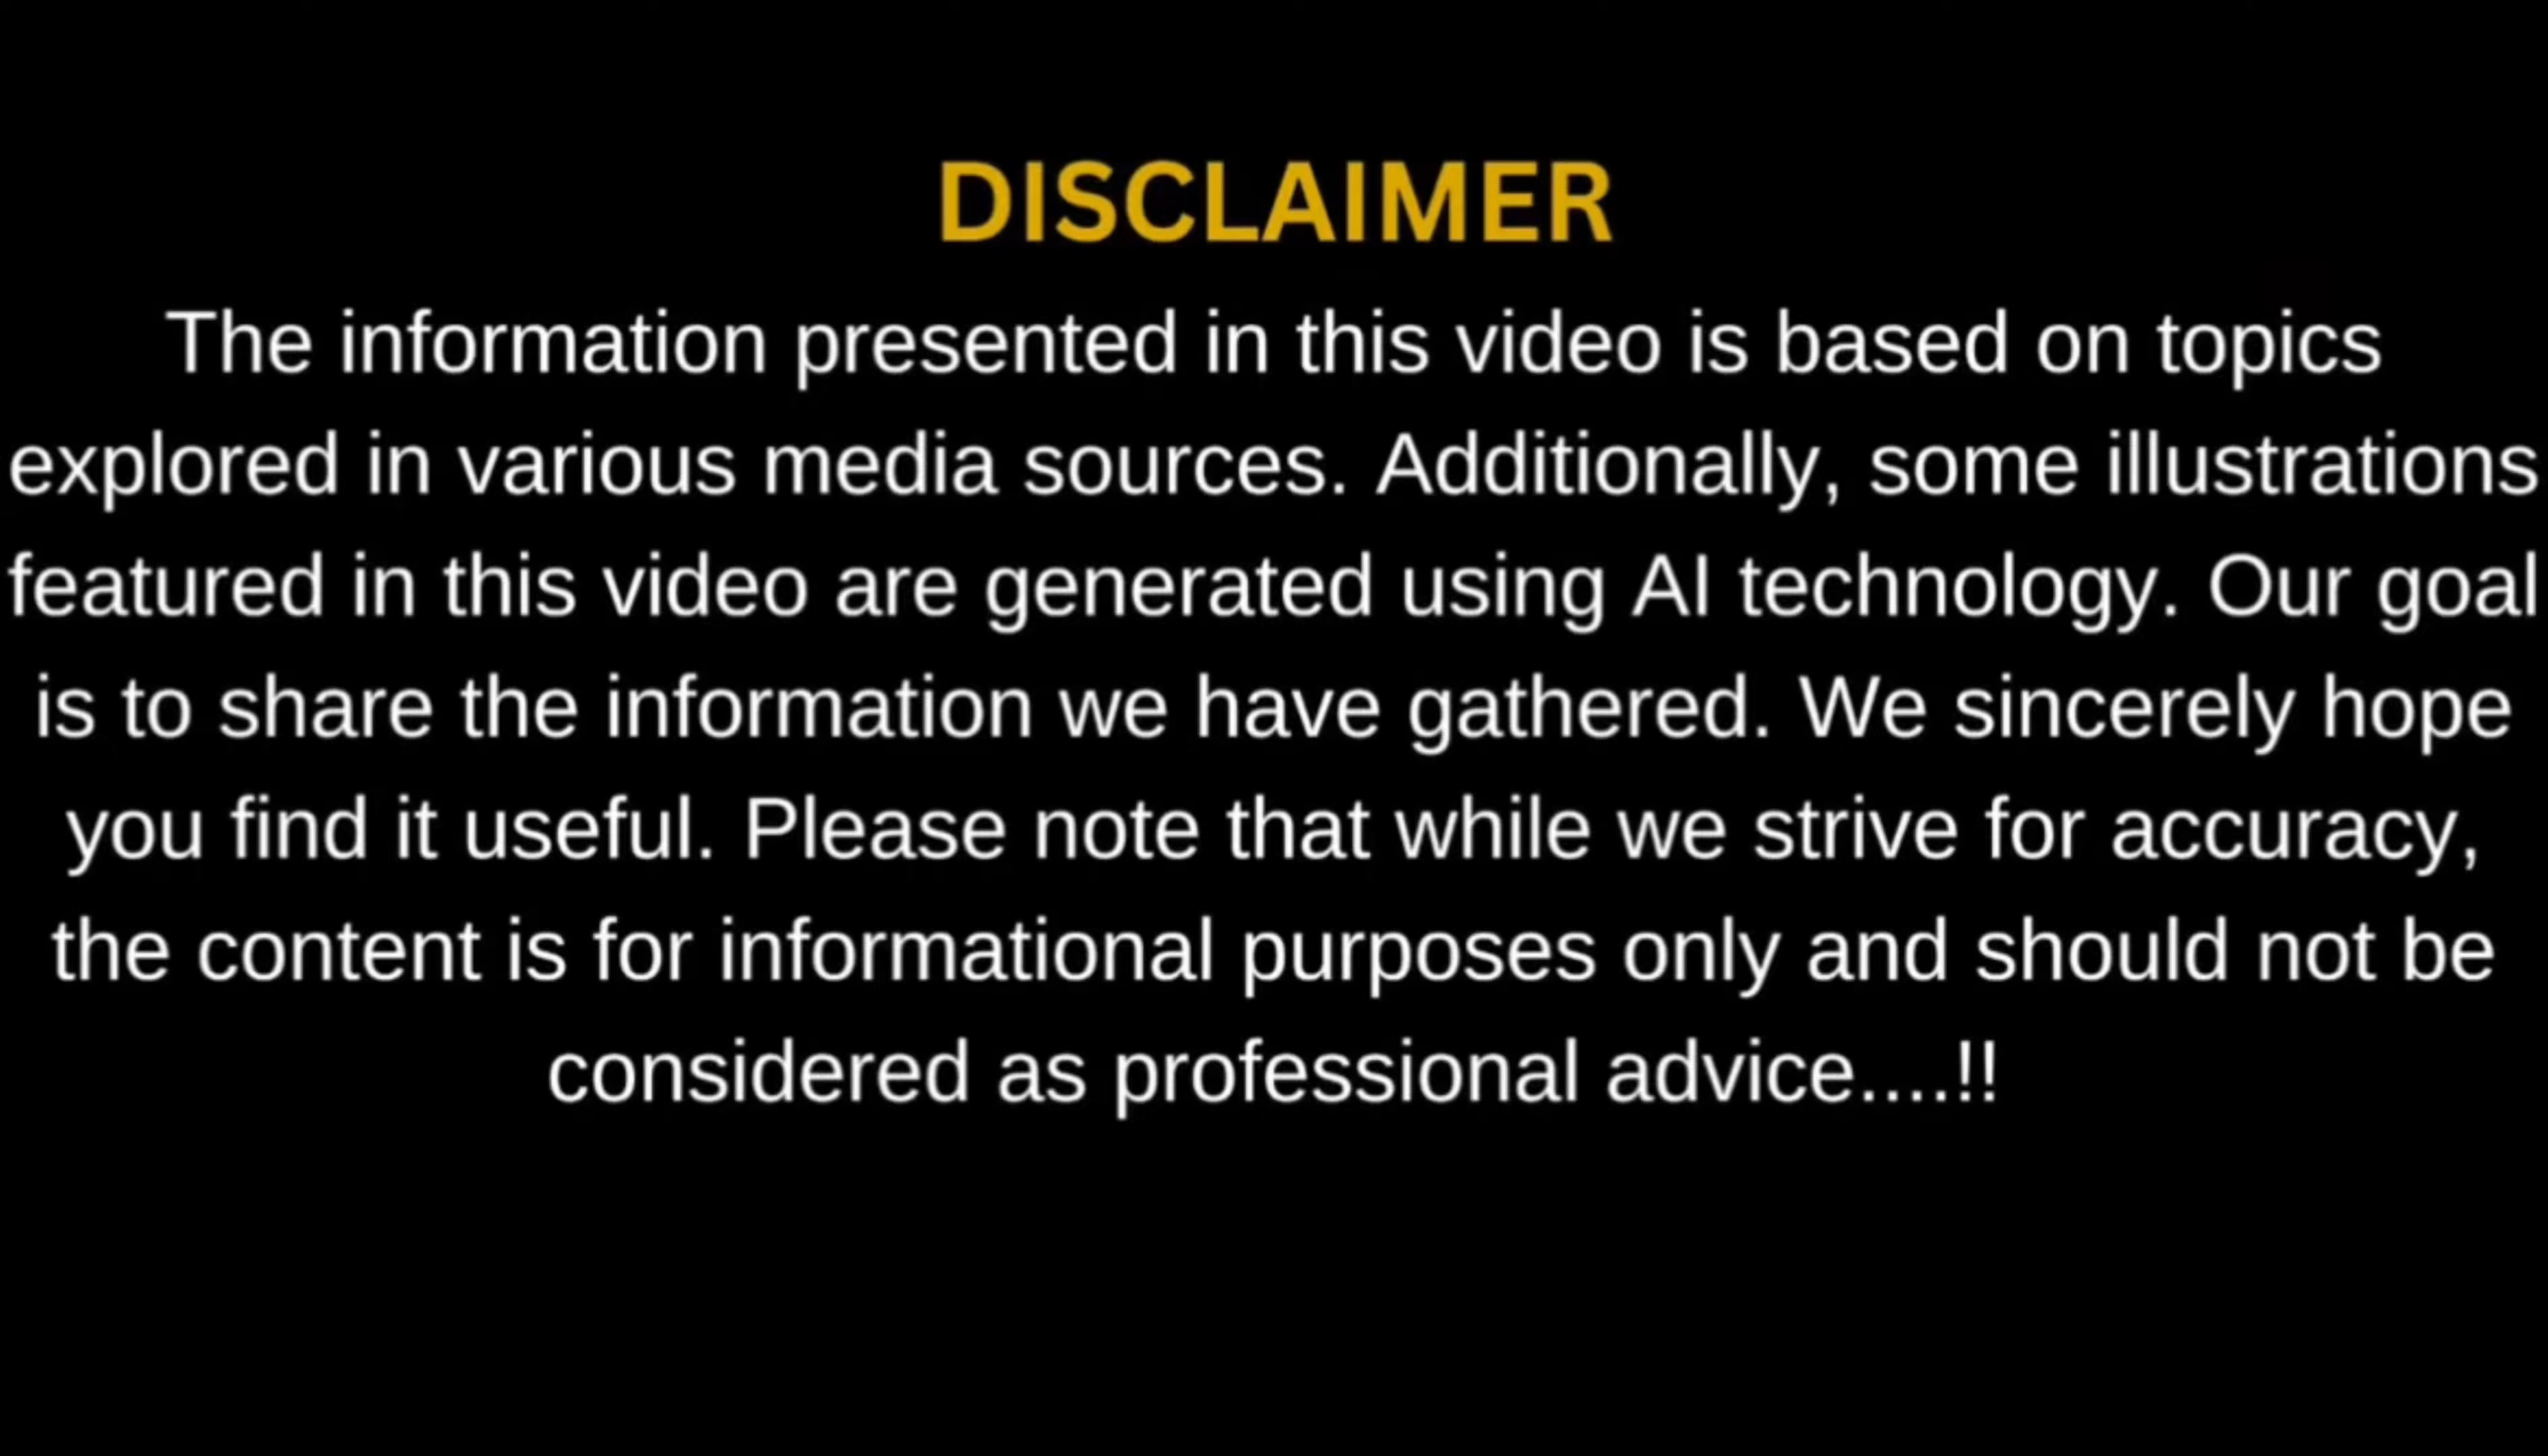 DISCLAIMER
The information presented in this video is based on topics
explored in various media sources. Additionally, some illustrations
featured in this video are generated using AI technology. Our goal
is to share the information we have gathered. We sincerely hope
you find it useful. Please note that while we strive for accuracy,
the content is for informational purposes only and should not be
considered as professional advice....!!